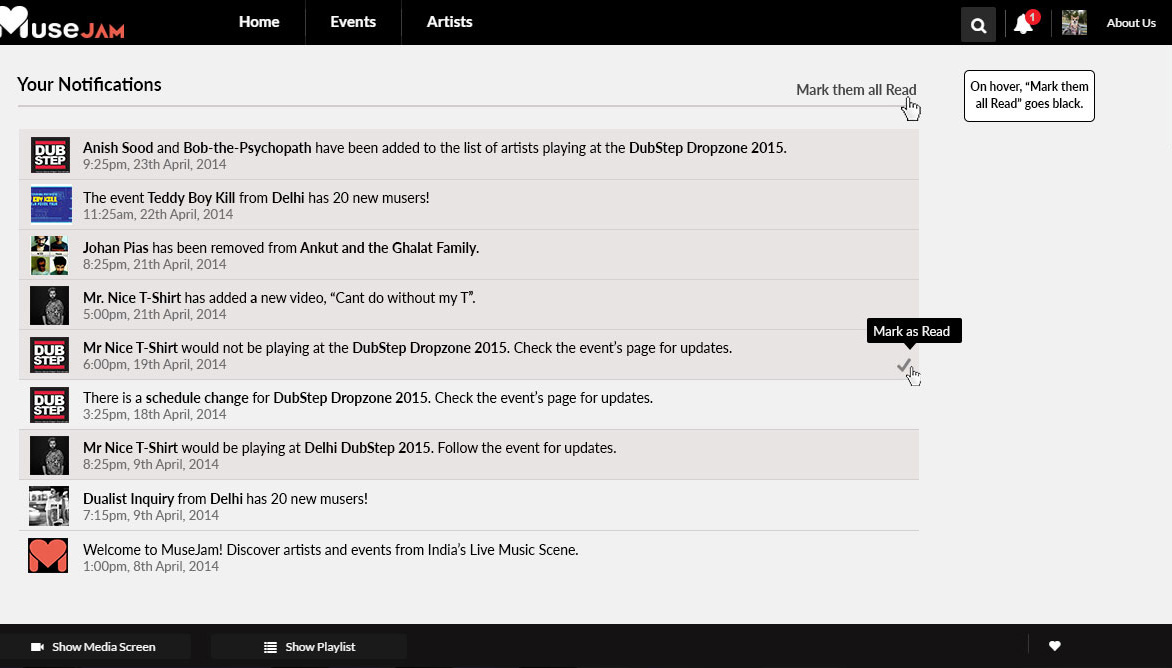 MuseJAM
Home
Events
Artists
1
About Us
Your Notifications
Mark them all Read
On hover, “Mark them
all Read” goes black.
DUB
STEP
Anish Sood and Bob-the-Psychopath have been added to the list of artists playing at the DubStep Dropzone 2015.
9:25pm, 23th April, 2014
The event Teddy Boy Kill from Delhi has 20 new musers!
11:25am, 22th April, 2014
Johan Pias has been removed from Ankut and the Ghalat Family.
8:25pm, 21th April, 2014
Mr. Nice T-Shirt has added a new video, “Cant do without my T”.
5:00pm, 21th April, 2014
Mark as Read
DUB
STEP
Mr Nice T-Shirt would not be playing at the DubStep Dropzone 2015. Check the event’s page for updates.
6:00pm, 19th April, 2014
DUB
STEP
There is a schedule change for DubStep Dropzone 2015. Check the event’s page for updates.
3:25pm, 18th April, 2014
Mr Nice T-Shirt would be playing at Delhi DubStep 2015. Follow the event for updates.
8:25pm, 9th April, 2014
Dualist Inquiry from Delhi has 20 new musers!
7:15pm, 9th April, 2014
Welcome to MuseJam! Discover artists and events from India’s Live Music Scene.
1:00pm, 8th April, 2014
Show Media Screen
Show Playlist